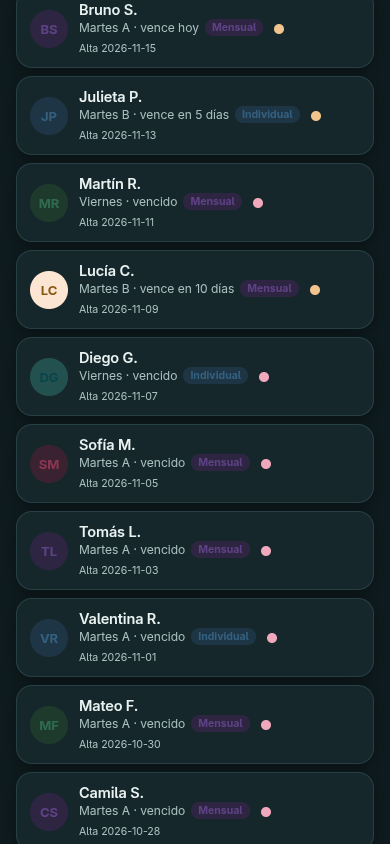 Bruno S.
BS
Martes A · vence hoy Mensual
Alta 2026-11-15
Julieta P.
JP
Martes B · vence en 5 días Individual
Alta 2026-11-13
Martín R.
MR
Viernes · vencido Mensual
Alta 2026-11-11
Lucía C.
LC
Martes B · vence en 10 días Mensual
Alta 2026-11-09
Diego G.
DG
Viernes · vencido Individual
Alta 2026-11-07
Sofía M.
SM
Martes A · vencido Mensual
Alta 2026-11-05
Tomás L.
TL
Martes A · vencido Mensual
Alta 2026-11-03
Valentina R.
VR
Martes A · vencido Individual
Alta 2026-11-01
Mateo F.
MF
Martes A · vencido Mensual
Alta 2026-10-30
Camila S.
CS
Martes A · vencido Mensual
Alta 2026-10-28